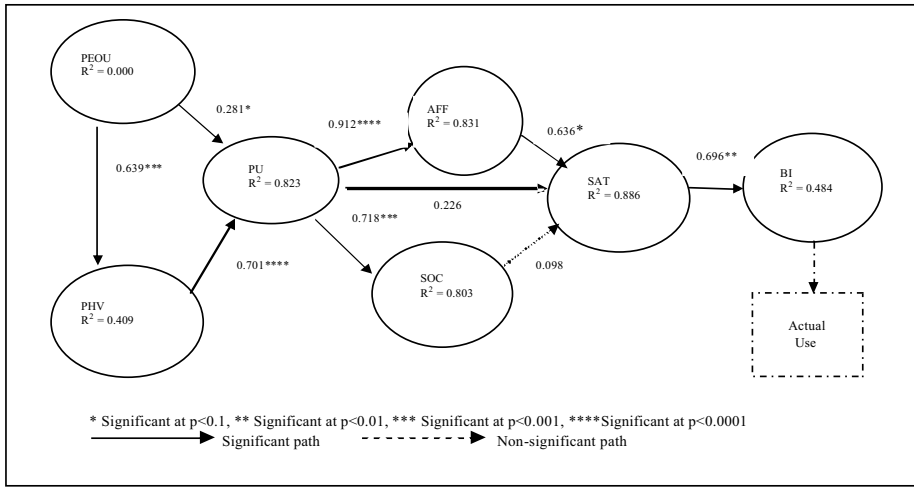 PEOU
R² = 0.000
0.281*
0.639***
PHV
R² = 0.409
0.701****
PU
R² = 0.823
0.912****
AFF
R² = 0.831
0.636*
0.226
0.718***
SOC
R² = 0.803
0.098
SAT
R² = 0.886
0.696**
BI
R² = 0.484
Actual
Use
* Significant at p<0.1, ** Significant at p<0.01, *** Significant at p<0.001, ****Significant at p<0.0001
Significant path Non-significant path